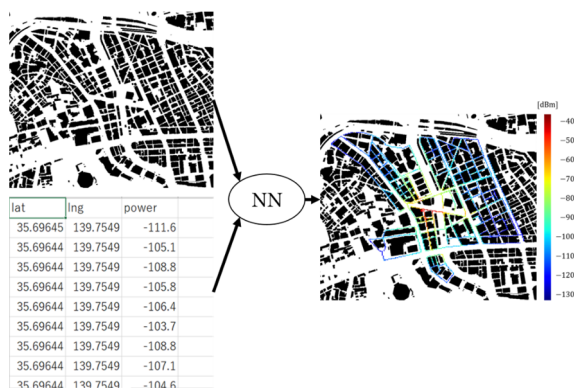 [dBm]
-40
-50
-60
-70
-80
-90
-100
-110
-120
-130
NN
lat lng power
35.69645 139.7549 -111.6
35.69644 139.7549 -105.1
35.69644 139.7549 -108.8
35.69644 139.7549 -105.8
35.69644 139.7549 -106.4
35.69644 139.7549 -103.7
35.69644 139.7549 -108.8
35.69644 139.7549 -107.1
35.69644 139.7549 -104.6